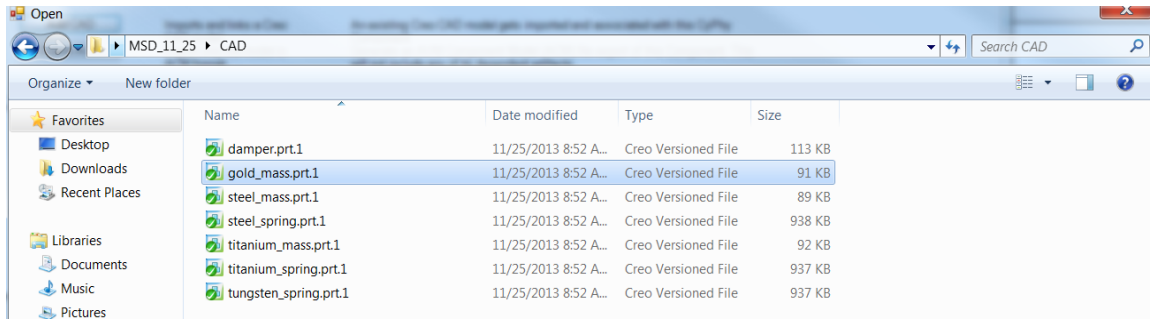 Open
MSD_11_25 CAD
Search CAD
Organize New folder
Favorites
Desktop
Downloads
Recent Places
Libraries
Documents
Music
Pictures
Name Date modified Type Size
damper.prt.1 11/25/2013 8:52 A... Creo Versioned File 113 KB
gold_mass.prt.1 11/25/2013 8:52 A... Creo Versioned File 91 KB
steel_mass.prt.1 11/25/2013 8:52 A... Creo Versioned File 89 KB
steel_spring.prt.1 11/25/2013 8:52 A... Creo Versioned File 938 KB
titanium_mass.prt.1 11/25/2013 8:52 A... Creo Versioned File 92 KB
titanium_spring.prt.1 11/25/2013 8:52 A... Creo Versioned File 937 KB
tungsten_spring.prt.1 11/25/2013 8:52 A... Creo Versioned File 937 KB